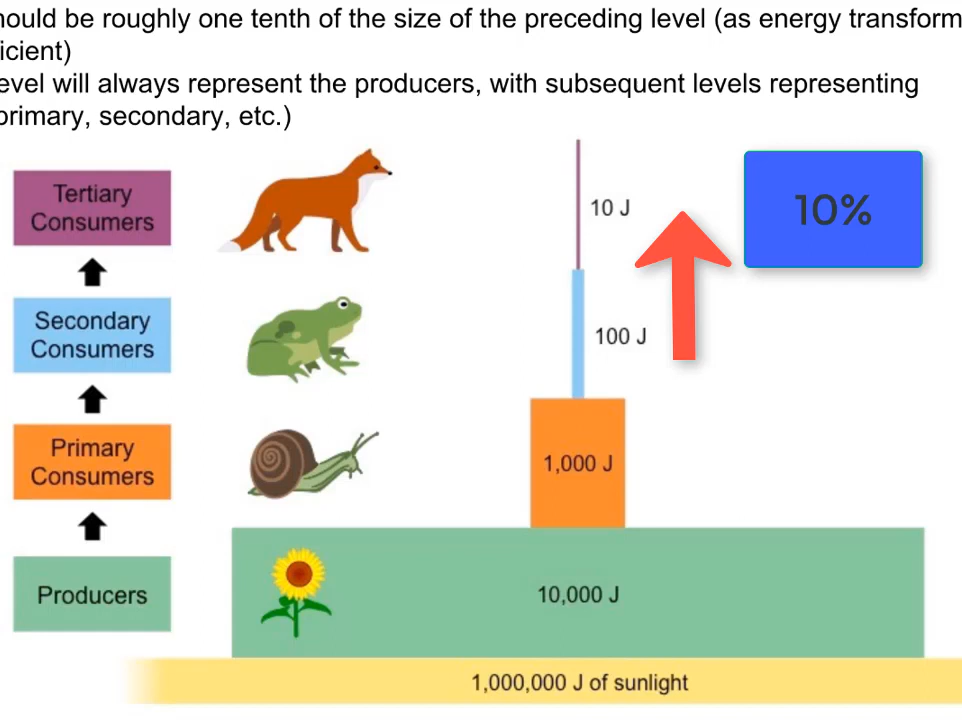 hould be roughly one tenth of the size of the preceding level (as energy transform
icient)
evel will always represent the producers, with subsequent levels representing
primary, secondary, etc.)
Tertiary
Consumers
10 J
10%
Secondary
Consumers
100 J
Primary
Consumers
1,000 J
Producers
10,000 J
1,000,000 J of sunlight